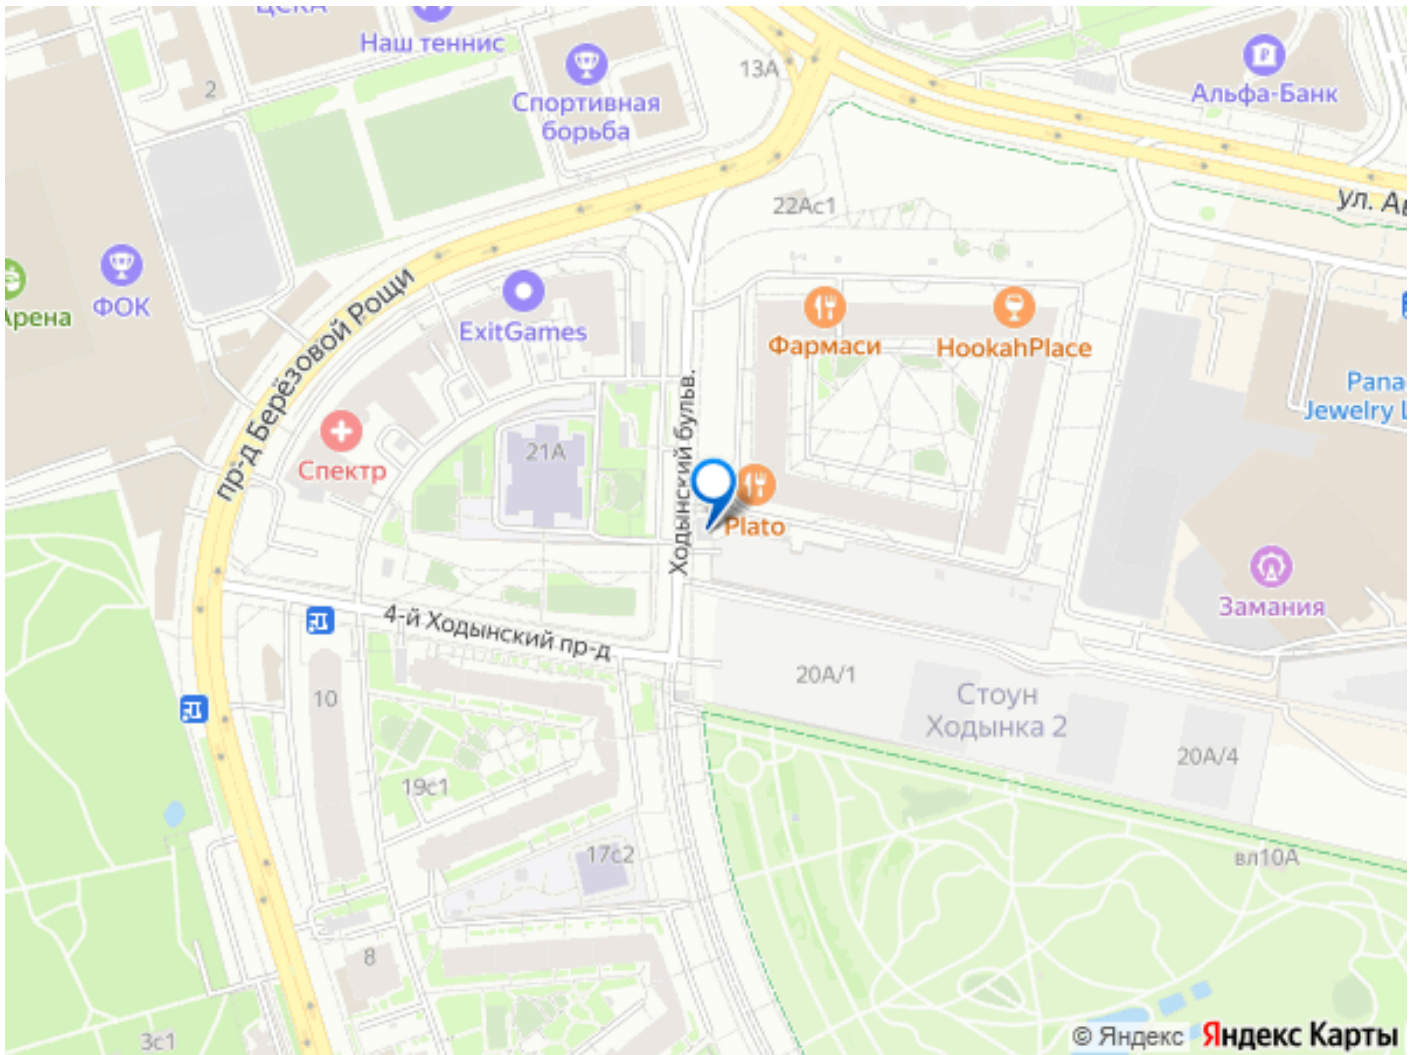 ЦСКА
Наш теннис
2
Спортивная
борьба
13А
Альфа-Банк
ул. Ав
22Ас1
ФОК
Арена
пр-д Берёзовой Рощи
ExitGames
Фармаси
HookahPlace
Pana
Jewelry L
Ходынский бульв.
Спектр
21А
Plato
Замания
4-й Ходынский пр-д
20А/1
Стоун
Ходынка 2
10
20А/4
19с1
17с2
вл10А
8
3с1
© Яндекс Яндекс Карты